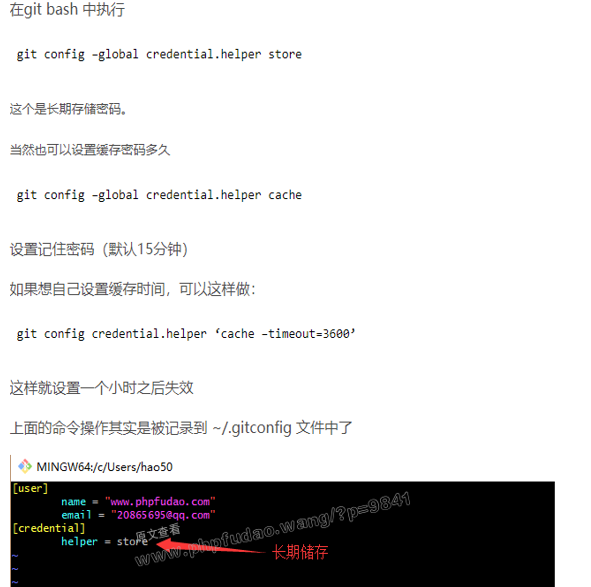 在git bash 中执行
git config –global credential.helper store
这个是长期存储密码。
当然也可以设置缓存密码多久
git config –global credential.helper cache
设置记住密码（默认15分钟）
如果想自己设置缓存时间，可以这样做：
git config credential.helper ‘cache –timeout=3600’
这样就设置一个小时之后失效
上面的命令操作其实是被记录到 ~/.gitconfig 文件中了
MINGW64:/c/Users/hao50
[user]
name = "www.phpfudao.com"
email = "20865695@qq.com"
[credential]
helper = store
长期储存
~
~
~
原文查看
www.phpfudao.wang/?p=9841